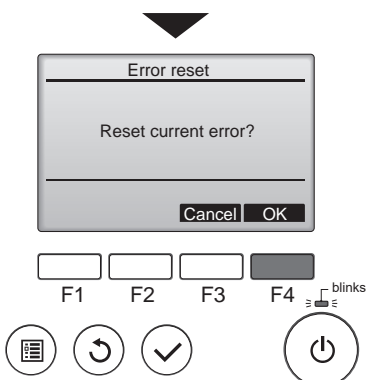 Error reset
Reset current error?
Cancel OK
F1 F2 F3 F4
blinks